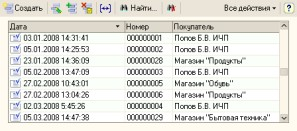 Создать Найти... Все действия
Дата Номер Покупатель
03.01.2008 14:31:41 000000001 Попов Б.В. ИЧП
05.01.2008 14:25:53 000000002 Попов Б.В. ИЧП
23.01.2008 14:36:09 000000028 Магазин "Продукты"
05.02.2008 13:47:09 000000003 Попов Б.В. ИЧП
27.02.2008 10:43:01 000000005 Магазин "Обувь"
27.02.2008 13:04:26 000000006 Магазин "Продукты"
02.03.2008 5:45:26 000000004 Попов Б.В. ИЧП
05.03.2008 14:47:38 000000029 Магазин "Бытовая техника"